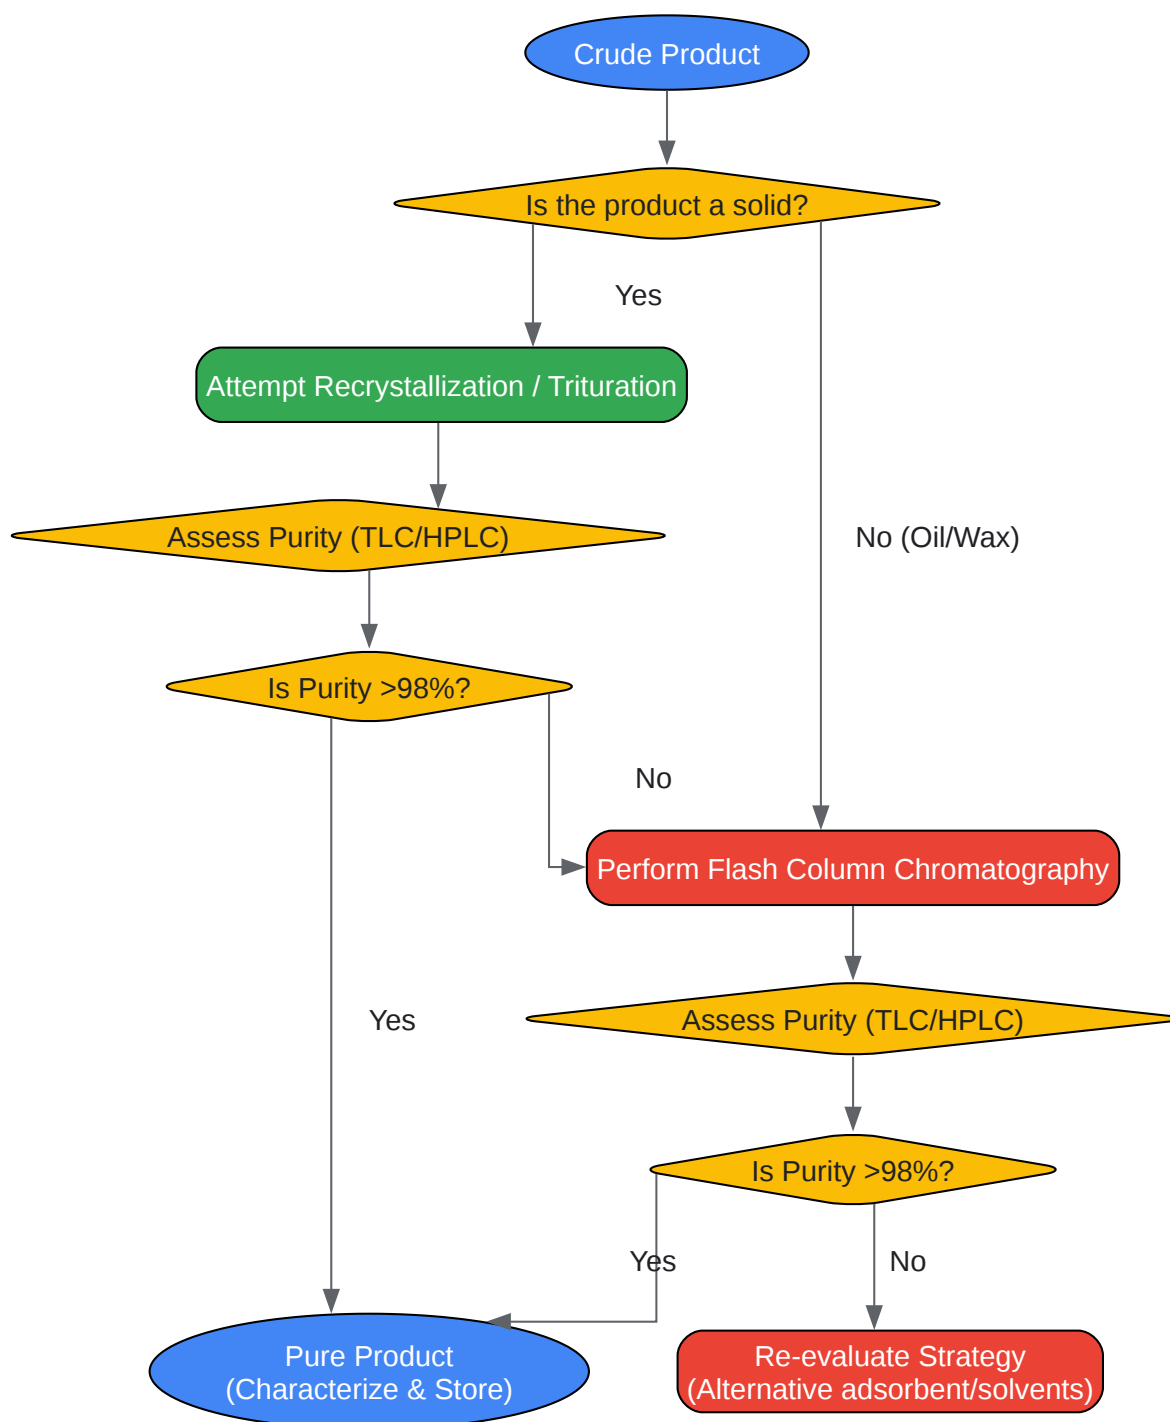 Crude Product
Is the product a solid?
Yes
Attempt Recrystallization / Trituration
Assess Purity (TLC/HPLC)
No (Oil/Wax)
Is Purity >98%?
No
Perform Flash Column Chromatography
Yes
Assess Purity (TLC/HPLC)
Is Purity >98%?
Yes
No
Pure Product
(Characterize & Store)
Re-evaluate Strategy
(Alternative adsorbent/solvents)